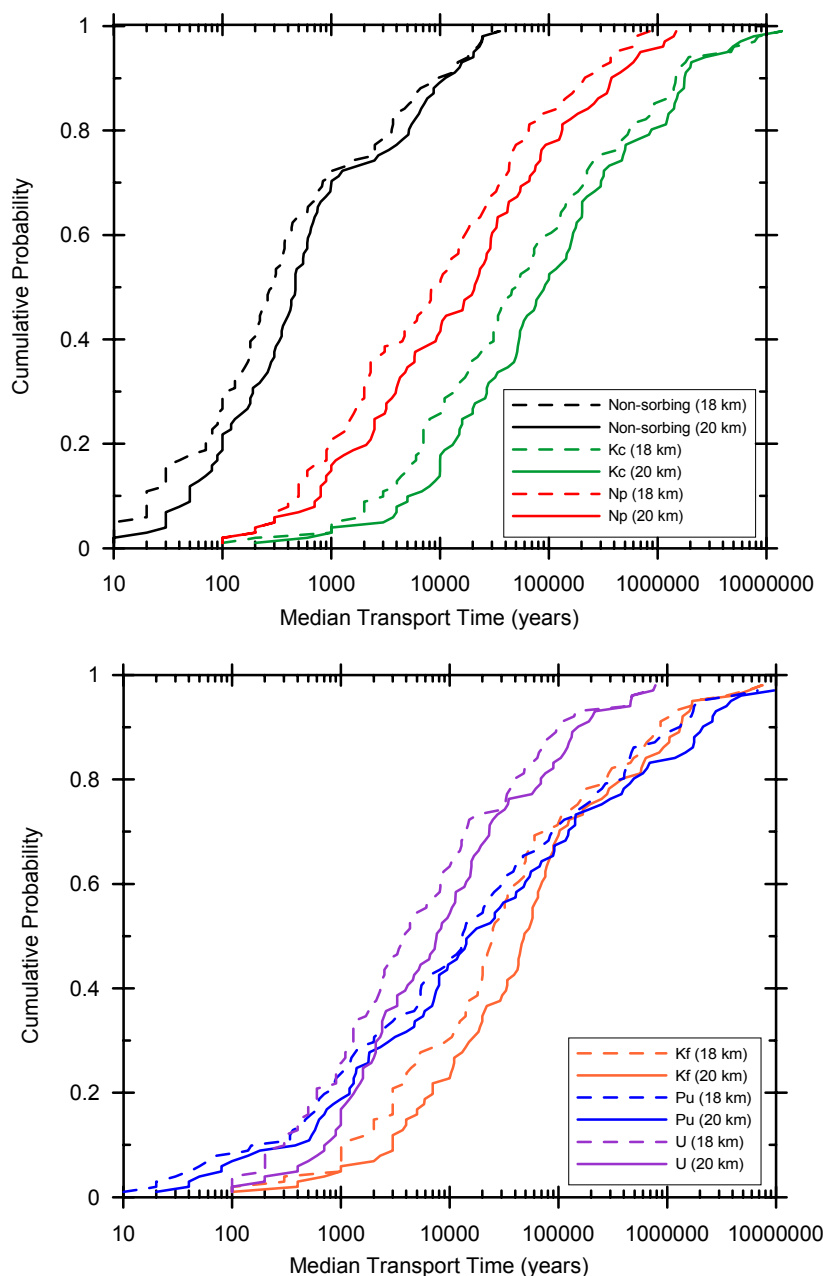 1
0.8
0.6
0.4
0.2
0
Cumulative Probability
Non-sorbing (18 km)
Non-sorbing (20 km)
Kc (18 km)
Kc (20 km)
Np (18 km)
Np (20 km)
10 100 1000 10000 100000 1000000 10000000
Median Transport Time (years)
1
0.8
0.6
0.4
0.2
0
Cumulative Probability
Kf (18 km)
Kf (20 km)
Pu (18 km)
Pu (20 km)
U (18 km)
U (20 km)
10 100 1000 10000 100000 1000000 10000000
Median Transport Time (years)